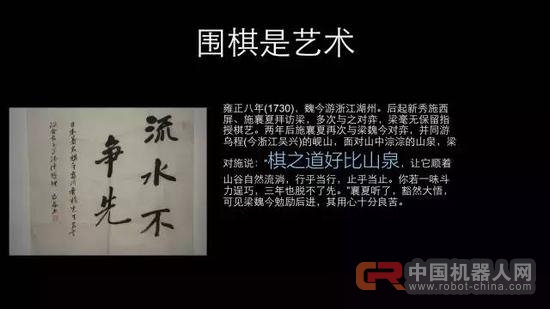 围棋是艺术
雍正八年(1730)，魏今游浙江湖州。后起新秀施西
屏、施襄夏拜访梁，多次与之对弈，梁毫无保留指
授棋艺。两年后施襄夏再次与梁魏今对弈，并同游
乌程(今浙江吴兴)的岘山，面对山中淙淙的山泉，梁
对施说："棋之道好比山泉，让它顺着
山谷自然流淌，行乎当行，止乎当止。你若一味斗
力逞巧，三年也脱不了先。"襄夏听了，豁然大悟，
可见梁魏今勉励后进，其用心十分良苦。
流水不
争先
中国机器人网
www.robot-china.com